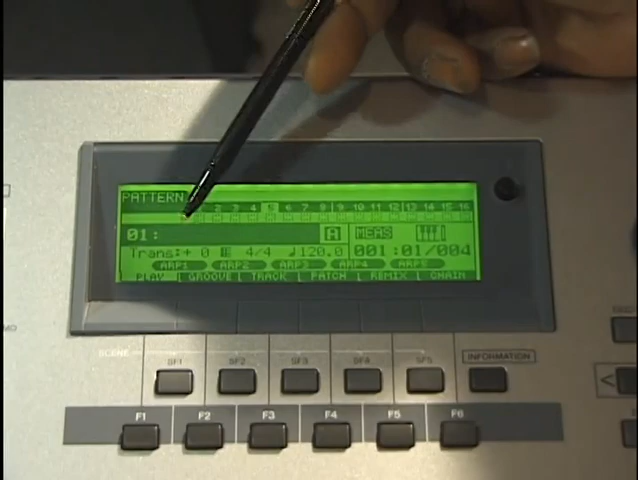 PATTERN
2 3 4 5 6 7 8 9 10 11 12 13 14 15 16
01: A MEAS
Trans:+ 0 4/4 ♩120.0 001:01/004
ARP1 ARP2 ARP3 ARP4 ARP5
PLAY GROOVE TRACK PATCH REMIX CHAIN
SCENE SF1 SF2 SF3 SF4 SF5 INFORMATION
F1 F2 F3 F4 F5 F6
<